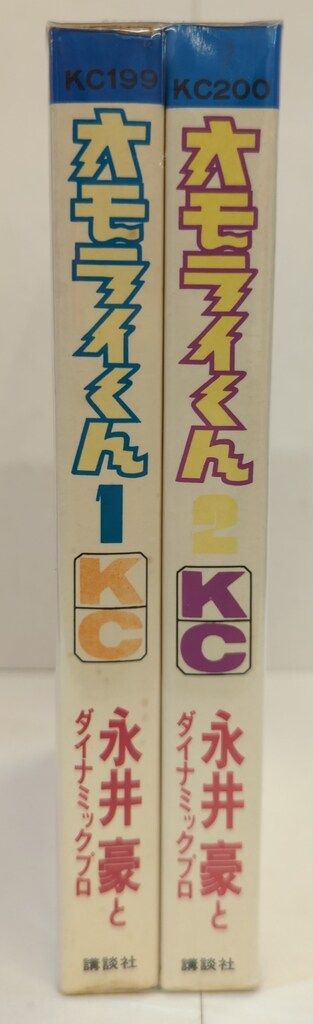 KC199
オモライくん
1
KC
永井豪と
ダイナミックプロ
講談社
KC200
オモライくん
2
KC
永井豪と
ダイナミックプロ
講談社